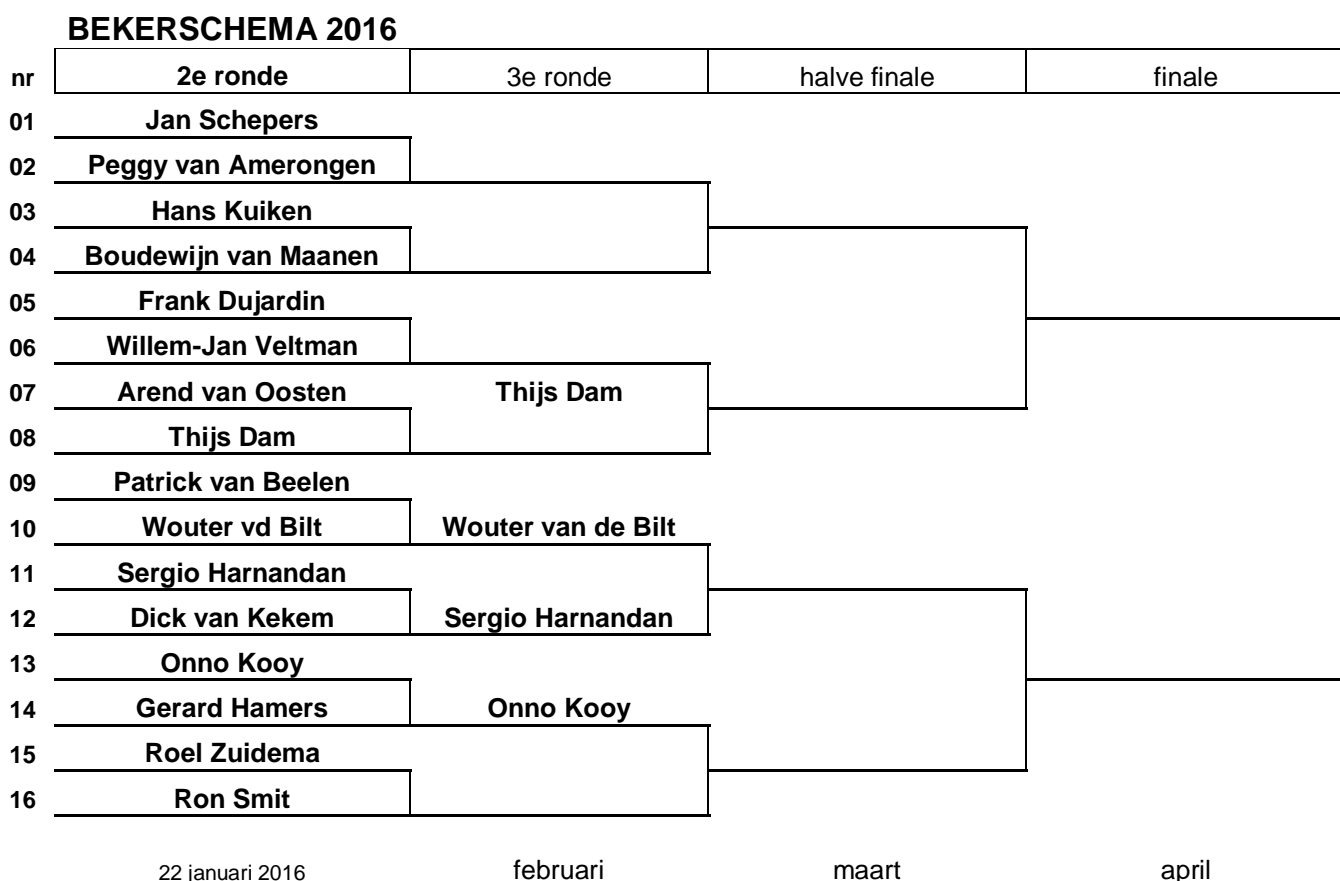 BEKERSCHEMA 2016
nr 2e ronde 3e ronde halve finale finale
01 Jan Schepers
02 Peggy van Amerongen
03 Hans Kuiken
04 Boudewijn van Maanen
05 Frank Dujardin
06 Willem-Jan Veltman
07 Arend van Oosten Thijs Dam
08 Thijs Dam
09 Patrick van Beelen
10 Wouter vd Bilt Wouter van de Bilt
11 Sergio Harnandan
12 Dick van Kekem Sergio Harnandan
13 Onno Kooy
14 Gerard Hamers Onno Kooy
15 Roel Zuidema
16 Ron Smit
22 januari 2016 februari maart april